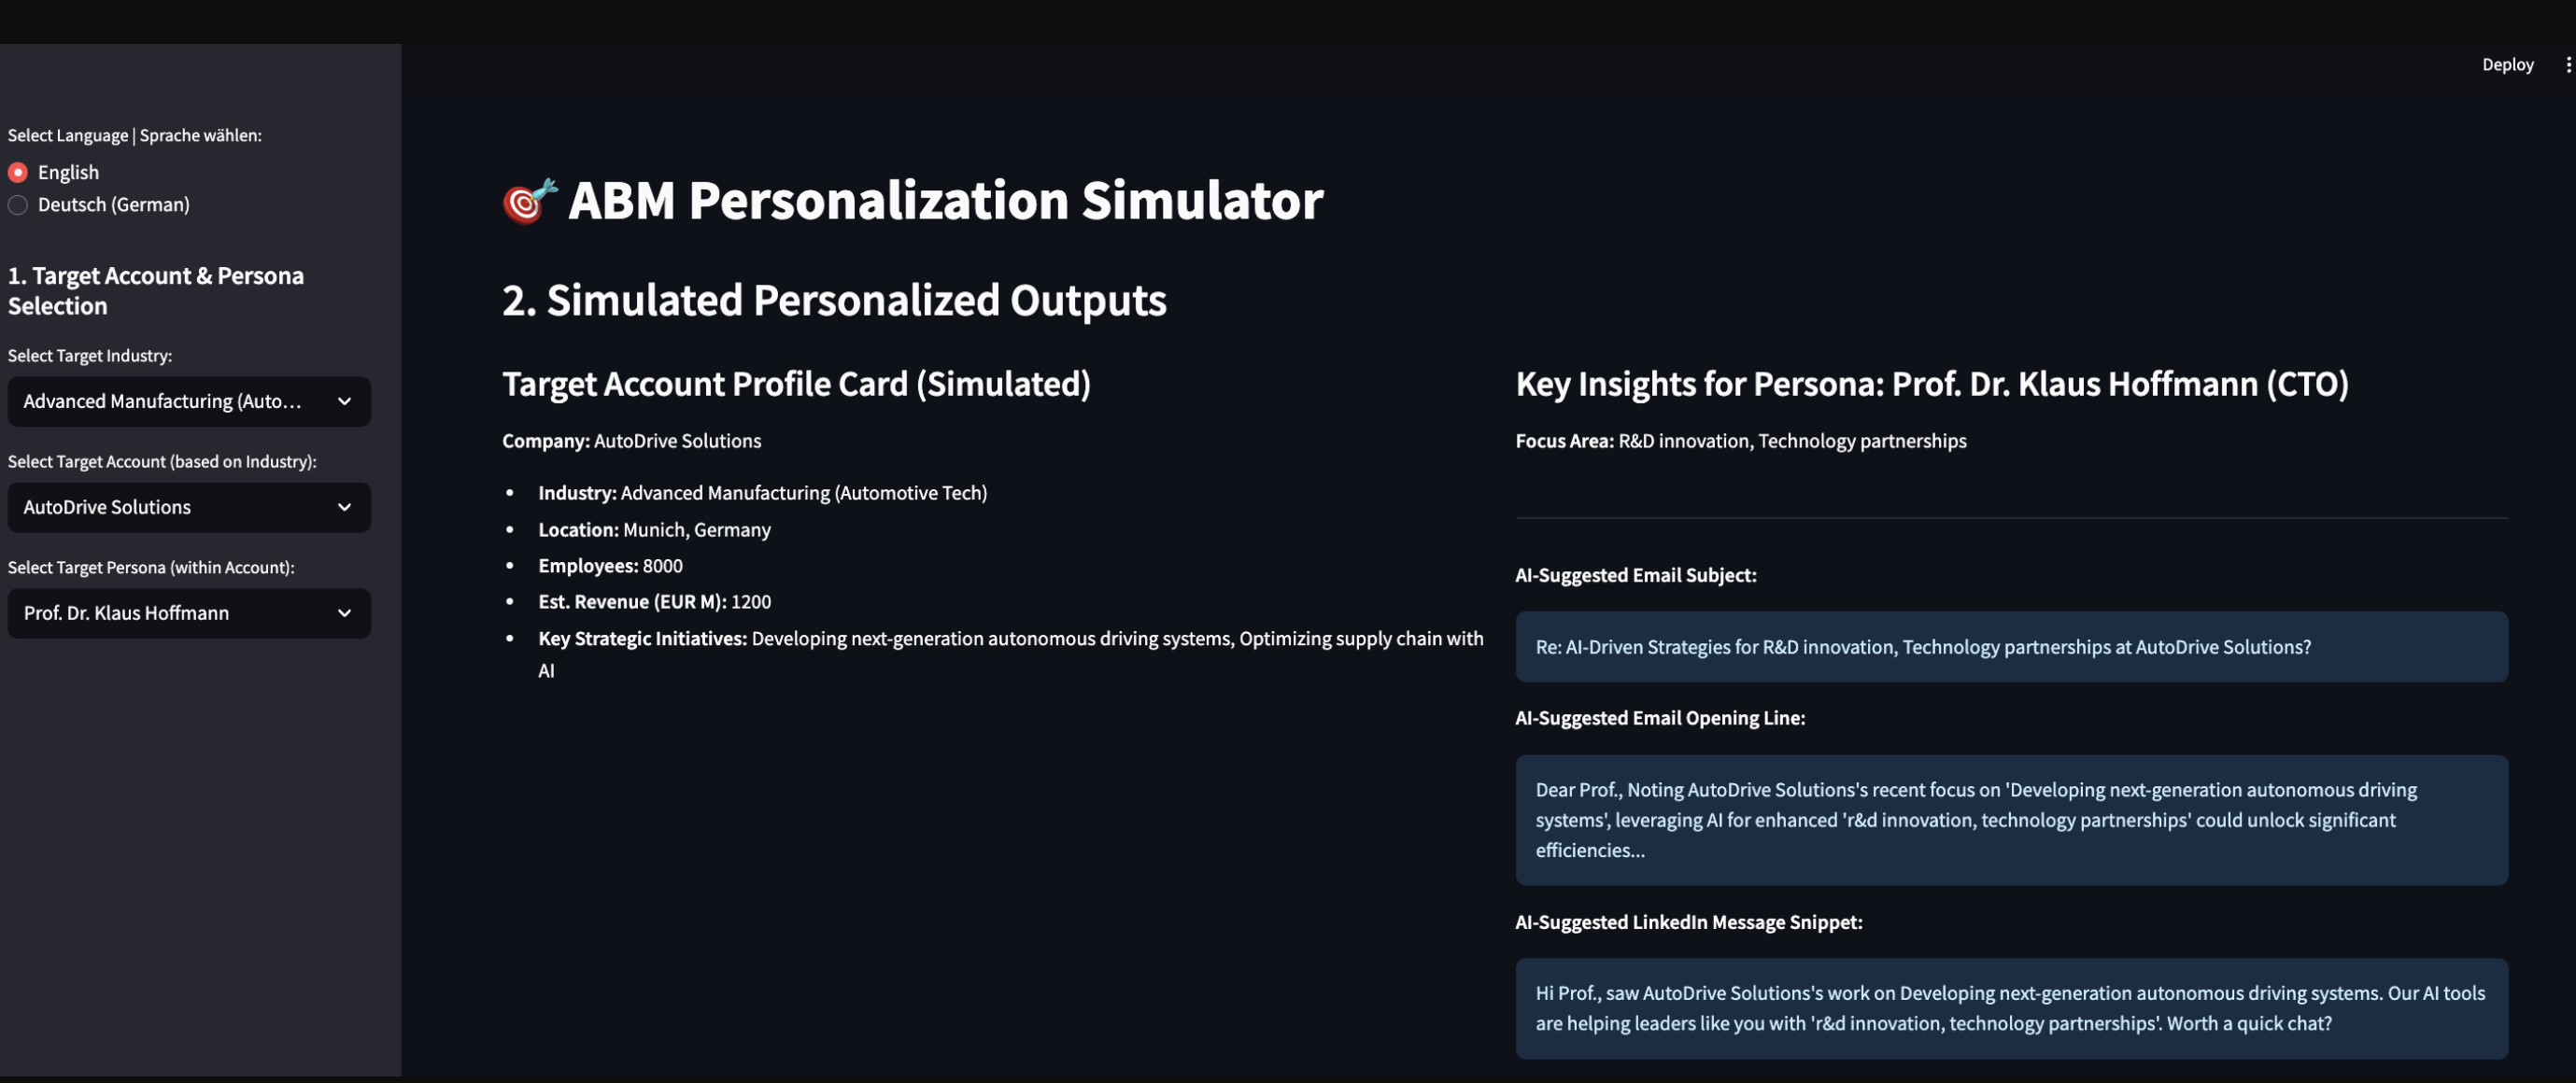 Deploy
Select Language | Sprache wählen:
English
Deutsch (German)
1. Target Account & Persona
Selection
Select Target Industry:
Advanced Manufacturing (Auto...
Select Target Account (based on Industry):
AutoDrive Solutions
Select Target Persona (within Account):
Prof. Dr. Klaus Hoffmann
ABM Personalization Simulator
2. Simulated Personalized Outputs
Target Account Profile Card (Simulated)
Company: AutoDrive Solutions
• Industry: Advanced Manufacturing (Automotive Tech)
• Location: Munich, Germany
• Employees: 8000
• Est. Revenue (EUR M): 1200
• Key Strategic Initiatives: Developing next-generation autonomous driving systems, Optimizing supply chain with
AI
Key Insights for Persona: Prof. Dr. Klaus Hoffmann (CTO)
Focus Area: R&D innovation, Technology partnerships
AI-Suggested Email Subject:
Re: AI-Driven Strategies for R&D innovation, Technology partnerships at AutoDrive Solutions?
AI-Suggested Email Opening Line:
Dear Prof., Noting AutoDrive Solutions's recent focus on 'Developing next-generation autonomous driving
systems', leveraging AI for enhanced 'r&d innovation, technology partnerships' could unlock significant
efficiencies...
AI-Suggested LinkedIn Message Snippet:
Hi Prof., saw AutoDrive Solutions's work on Developing next-generation autonomous driving systems. Our AI tools
are helping leaders like you with 'r&d innovation, technology partnerships'. Worth a quick chat?